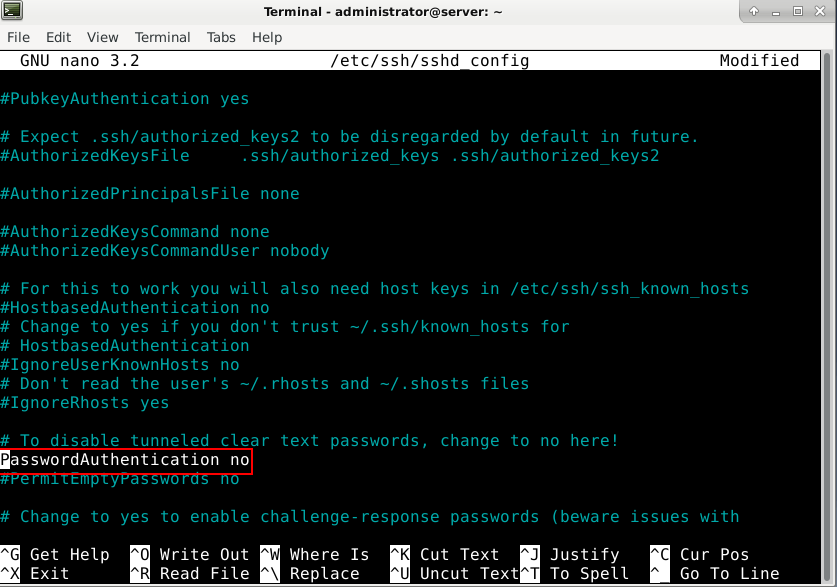 Terminal - administrator@server: ~
File Edit View Terminal Tabs Help
GNU nano 3.2 /etc/ssh/sshd_config Modified
#PubkeyAuthentication yes
# Expect .ssh/authorized_keys2 to be disregarded by default in future.
#AuthorizedKeysFile .ssh/authorized_keys .ssh/authorized_keys2
#AuthorizedPrincipalsFile none
#AuthorizedKeysCommand none
#AuthorizedKeysCommandUser nobody
# For this to work you will also need host keys in /etc/ssh/ssh_known_hosts
#HostbasedAuthentication no
# Change to yes if you don't trust ~/.ssh/known_hosts for
# HostbasedAuthentication
#IgnoreUserKnownHosts no
# Don't read the user's ~/.rhosts and ~/.shosts files
#IgnoreRhosts yes
# To disable tunneled clear text passwords, change to no here!
PasswordAuthentication no
#PermitEmptyPasswords no
# Change to yes to enable challenge-response passwords (beware issues with
^G Get Help ^O Write Out ^W Where Is ^K Cut Text ^J Justify ^C Cur Pos
^X Exit ^R Read File ^\ Replace ^U Uncut Text ^T To Spell ^_ Go To Line